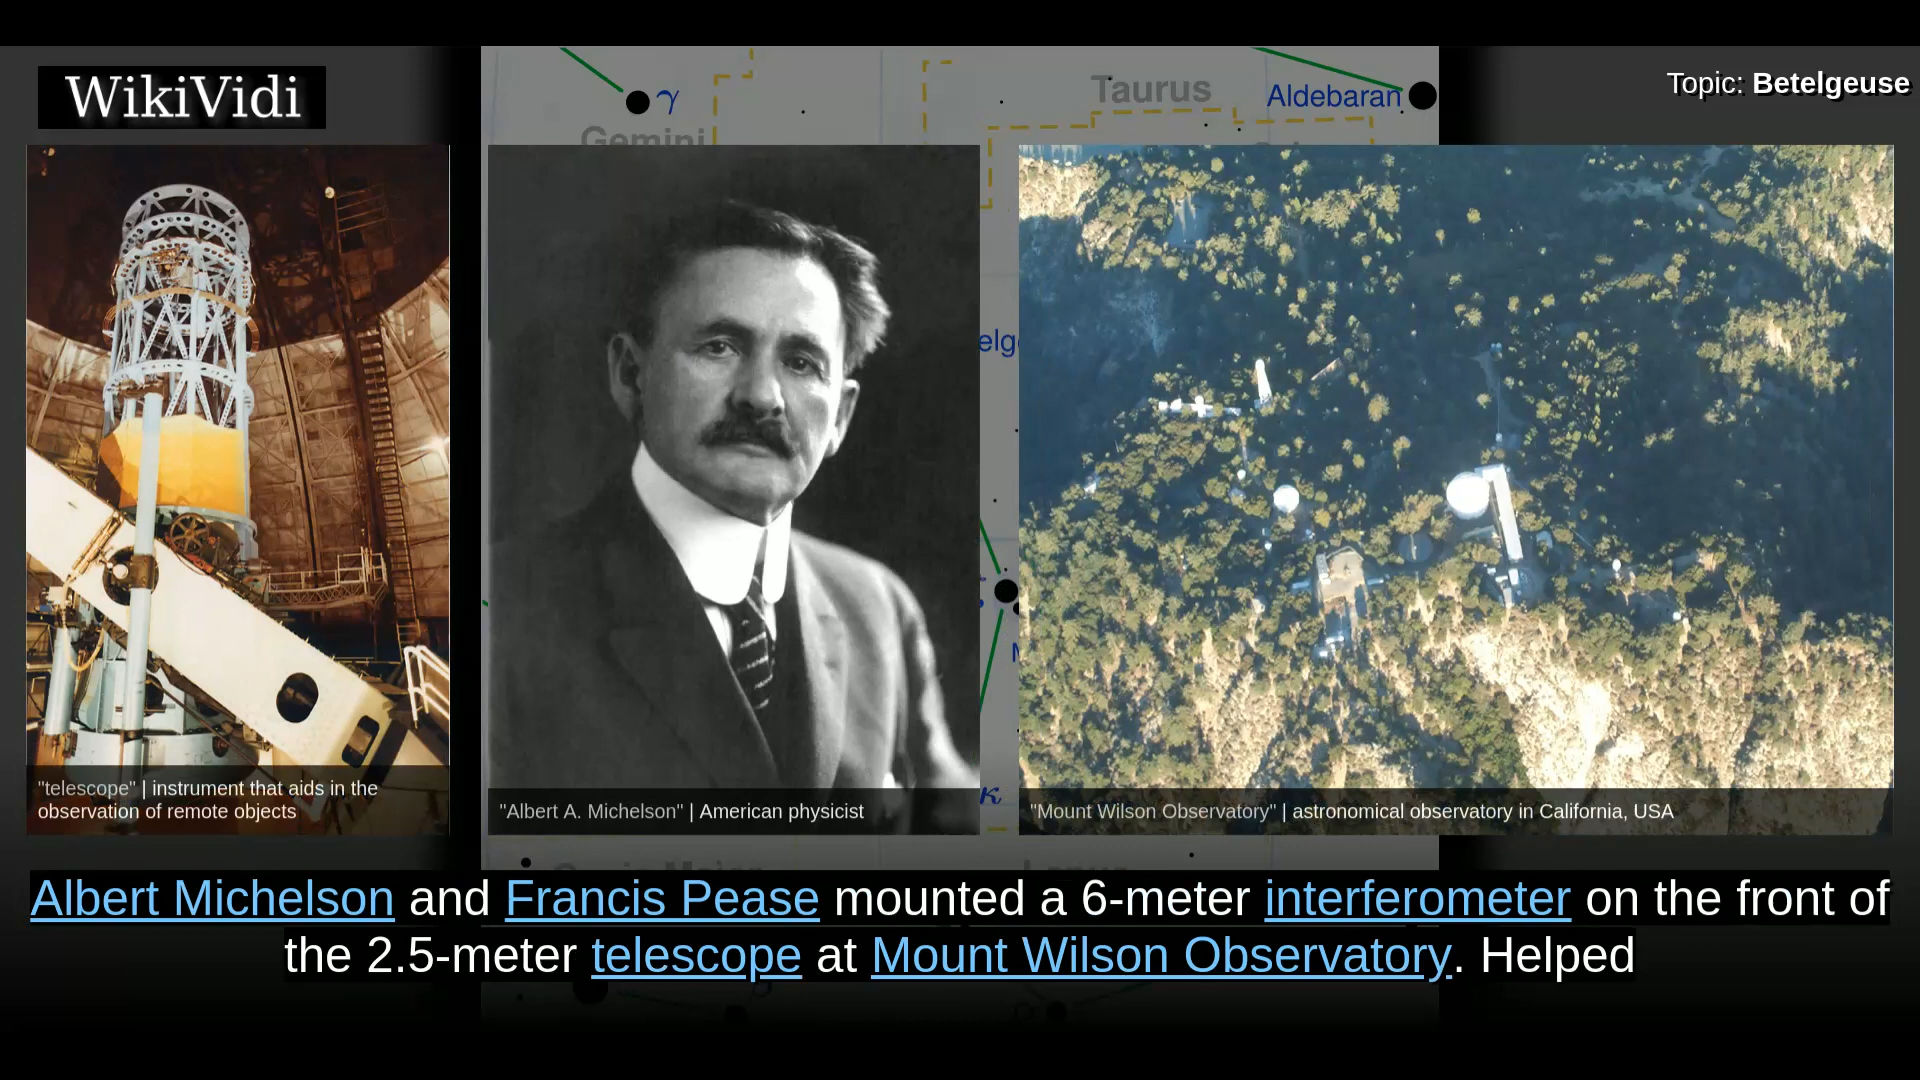 WikiVidi
Topic: Betelgeuse
γ
Taurus
Aldebaran
Gemini
"telescope" | instrument that aids in the
observation of remote objects
"Albert A. Michelson" | American physicist
κ
"Mount Wilson Observatory" | astronomical observatory in California, USA
Albert Michelson and Francis Pease mounted a 6-meter interferometer on the front of
the 2.5-meter telescope at Mount Wilson Observatory. Helped